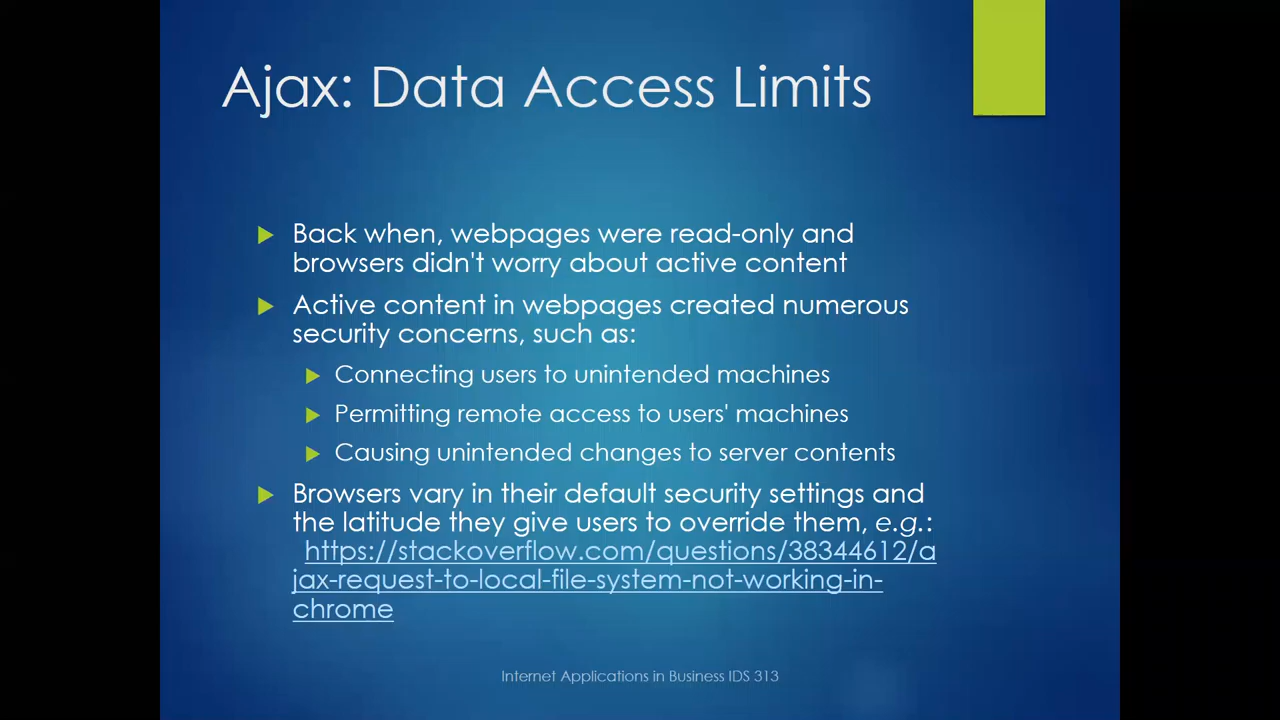 Ajax: Data Access Limits
Back when, webpages were read-only and
browsers didn't worry about active content
Active content in webpages created numerous
security concerns, such as:
Connecting users to unintended machines
Permitting remote access to users' machines
Causing unintended changes to server contents
Browsers vary in their default security settings and
the latitude they give users to override them, e.g.:
https://stackoverflow.com/questions/38344612/a
jax-request-to-local-file-system-not-working-in-
chrome
Internet Applications in Business IDS 313